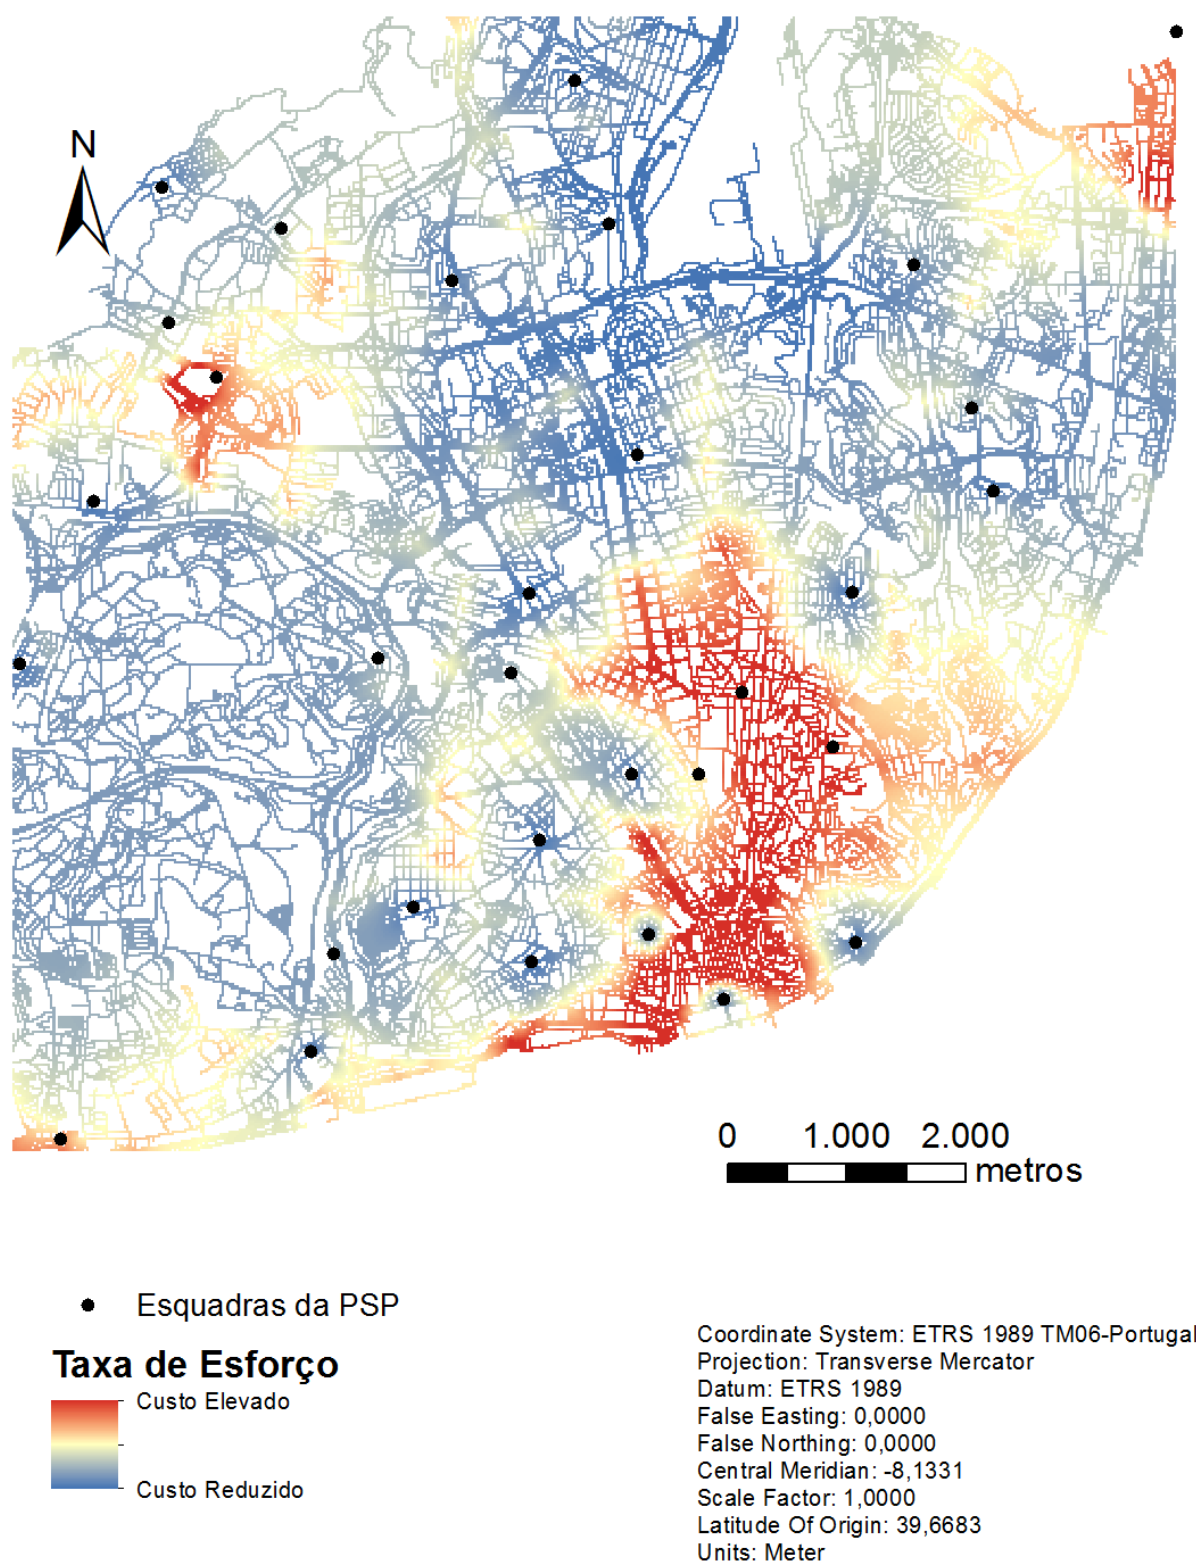 N
0 1.000 2.000
metros
Esquadras da PSP
Taxa de Esforço
Custo Elevado
Custo Reduzido
Coordinate System: ETRS 1989 TM06-Portugal
Projection: Transverse Mercator
Datum: ETRS 1989
False Easting: 0,0000
False Northing: 0,0000
Central Meridian: -8,1331
Scale Factor: 1,0000
Latitude Of Origin: 39,6683
Units: Meter